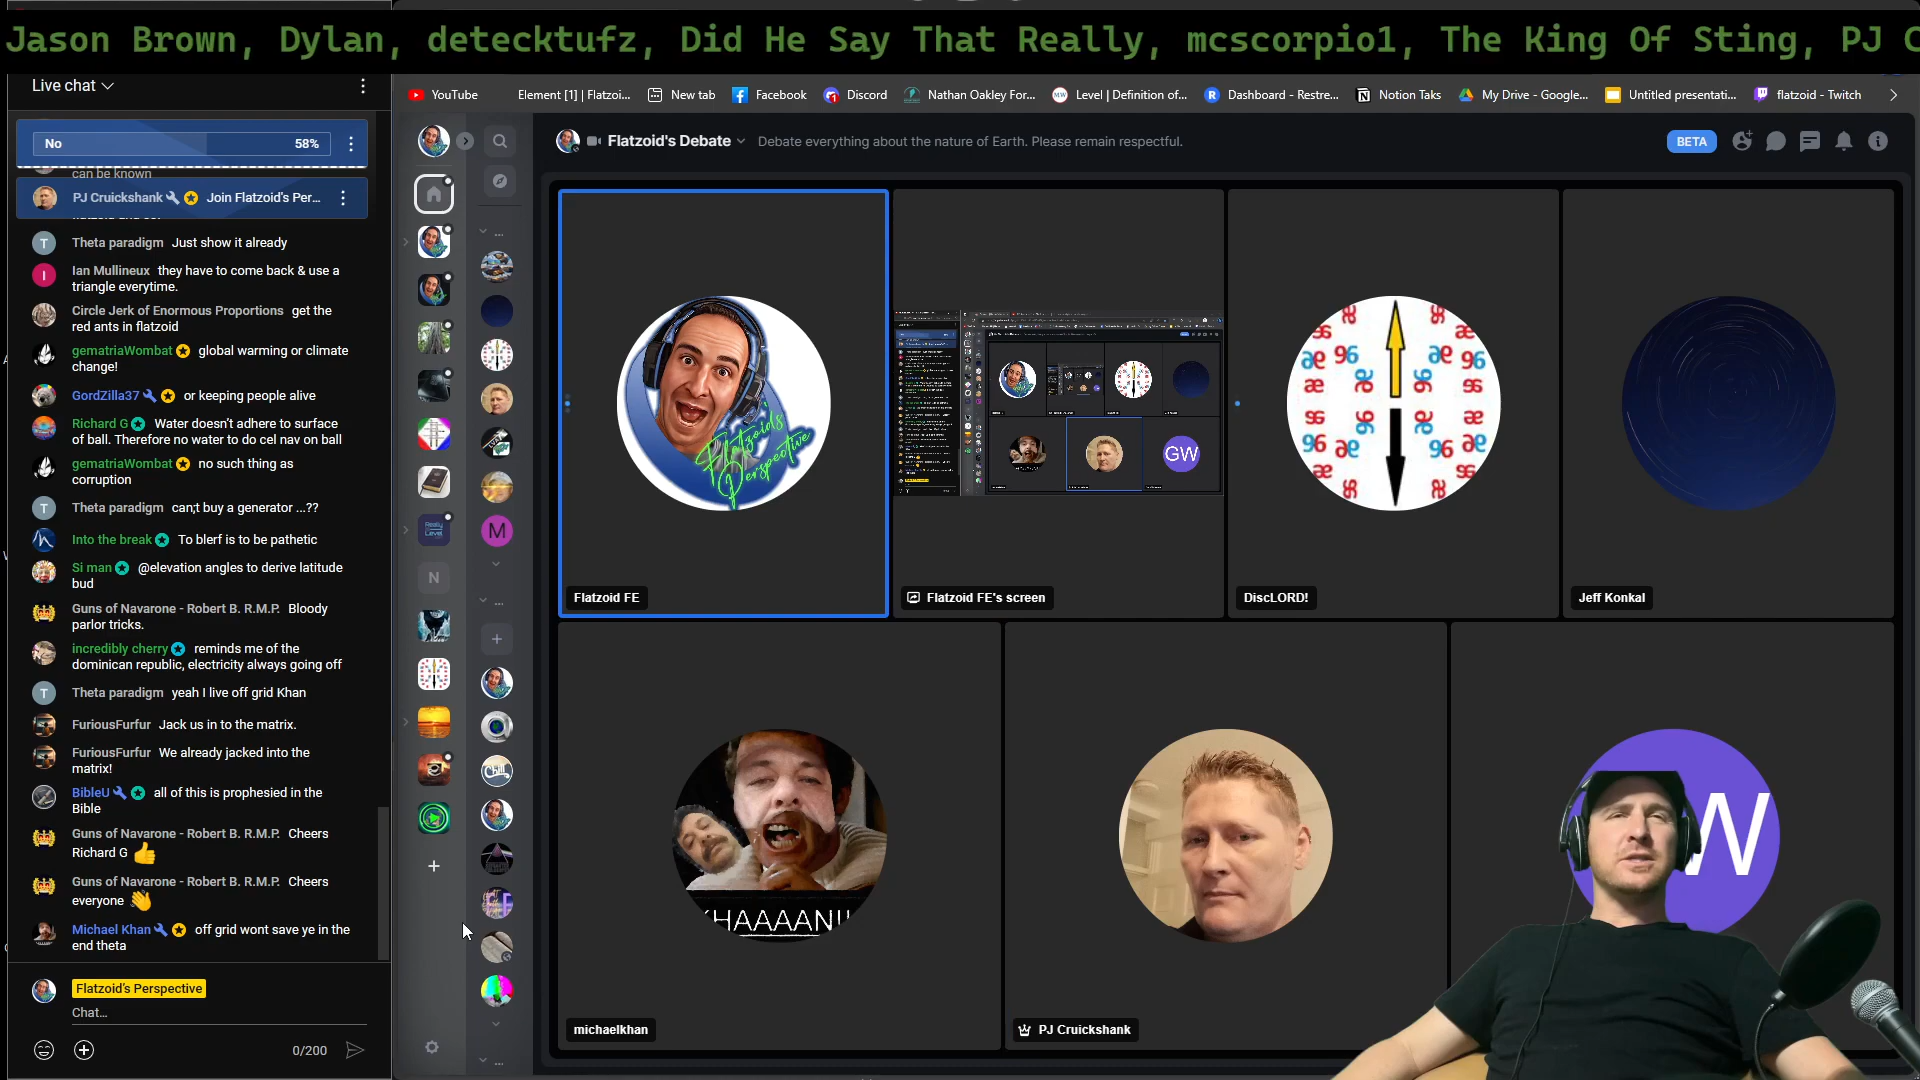 Jason Brown, Dylan, detecktufz, Did He Say That Really, mcscorpio1, The King Of Sting, PJ C
Live chat
No 58%
can be known
PJ Cruickshank Join Flatzoid's Per...
Theta paradigm Just show it already
Ian Mullineux they have to come back & use a
triangle everytime.
Circle Jerk of Enormous Proportions get the
red ants in flatzoid
gematriaWombat global warming or climate
change!
GordZilla37 or keeping people alive
Richard G Water doesn't adhere to surface
of ball. Therefore no water to do cel nav on ball
gematriaWombat no such thing as
corruption
Theta paradigm can;t buy a generator ...??
Into the break To blerf is to be pathetic
Si man @elevation angles to derive latitude
bud
Guns of Navarone - Robert B. R.M.P. Bloody
parlor tricks.
incredibly cherry reminds me of the
dominican republic, electricity always going off
Theta paradigm yeah I live off grid Khan
FuriousFurfur Jack us in to the matrix.
FuriousFurfur We already jacked into the
matrix!
BibleU all of this is prophesied in the
Bible
Guns of Navarone - Robert B. R.M.P. Cheers
Richard G 👍
Guns of Navarone - Robert B. R.M.P. Cheers
everyone 👋
Michael Khan off grid wont save ye in the
end theta
Flatzoid's Perspective
Chat...
0/200
YouTube
Element [1] | Flatzoi...
New tab
Facebook
Discord
Nathan Oakley For...
Level | Definition of...
Dashboard - Restre...
Notion Taks
My Drive - Google...
Untitled presentati...
flatzoid - Twitch
Flatzoid's Debate
Debate everything about the nature of Earth. Please remain respectful.
BETA
N
M
Chill
Flatzoid's
Perspective
Flatzoid FE
GW
Flatzoid FE's screen
DiscLORD!
Jeff Konkal
KHAAAAN!!
michaelkhan
PJ Cruickshank
W